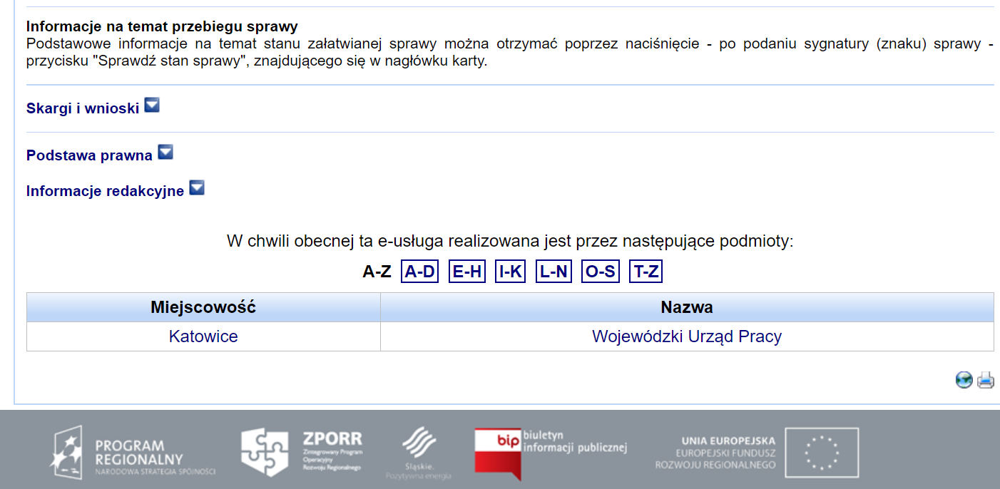 Informacje na temat przebiegu sprawy
Podstawowe informacje na temat stanu załatwianej sprawy można otrzymać poprzez naciśnięcie - po podaniu sygnatury (znaku) sprawy -
przycisku "Sprawdź stan sprawy", znajdującego się w nagłówku karty.
Skargi i wnioski
Podstawa prawna
Informacje redakcyjne
W chwili obecnej ta e-usługa realizowana jest przez następujące podmioty:
A-Z A-D E-H I-K L-N O-S T-Z
Miejscowość Nazwa
Katowice Wojewódzki Urząd Pracy
PROGRAM
REGIONALNY
NARODOWA STRATEGIA SPÓJNOŚCI
ZPORR
Zintegrowany Program
Operacyjny
Rozwoju Regionalnego
Śląskie.
Pozytywna energia
bip biuletyn
informacji publicznej
UNIA EUROPEJSKA
EUROPEJSKI FUNDUSZ
ROZWOJU REGIONALNEGO